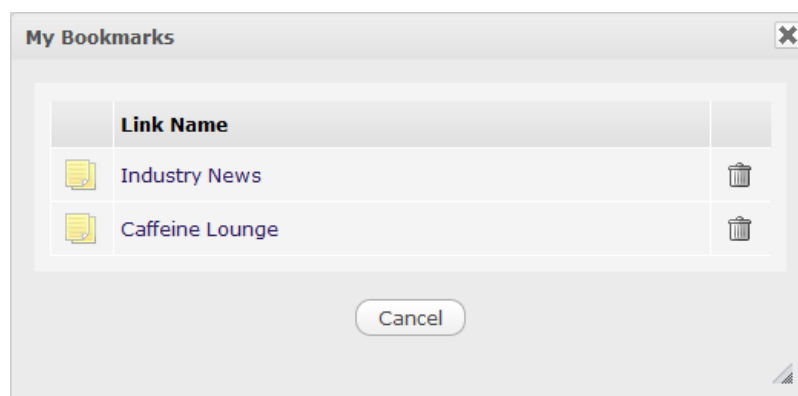 My Bookmarks
Link Name
Industry News
Caffeine Lounge
Cancel